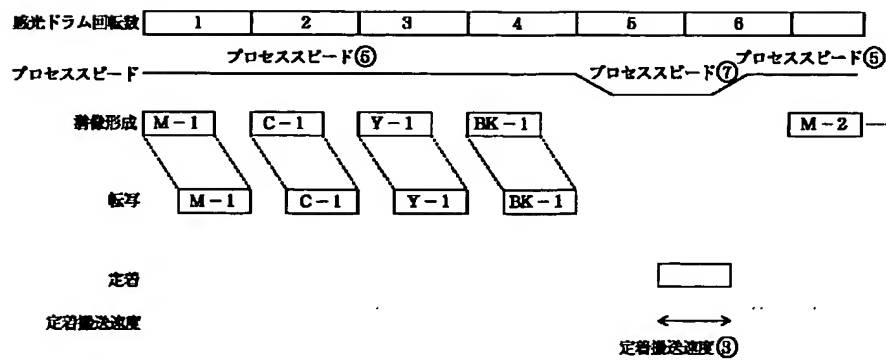 感光ドラム回転数 1 2 3 4 5 6
プロセススピード⑤ プロセススピード⑤
プロセススピード プロセススピード⑦
潜像形成 M-1 C-1 Y-1 BK-1 M-2
転写 M-1 C-1 Y-1 BK-1
定着
定着搬送速度
定着搬送速度③